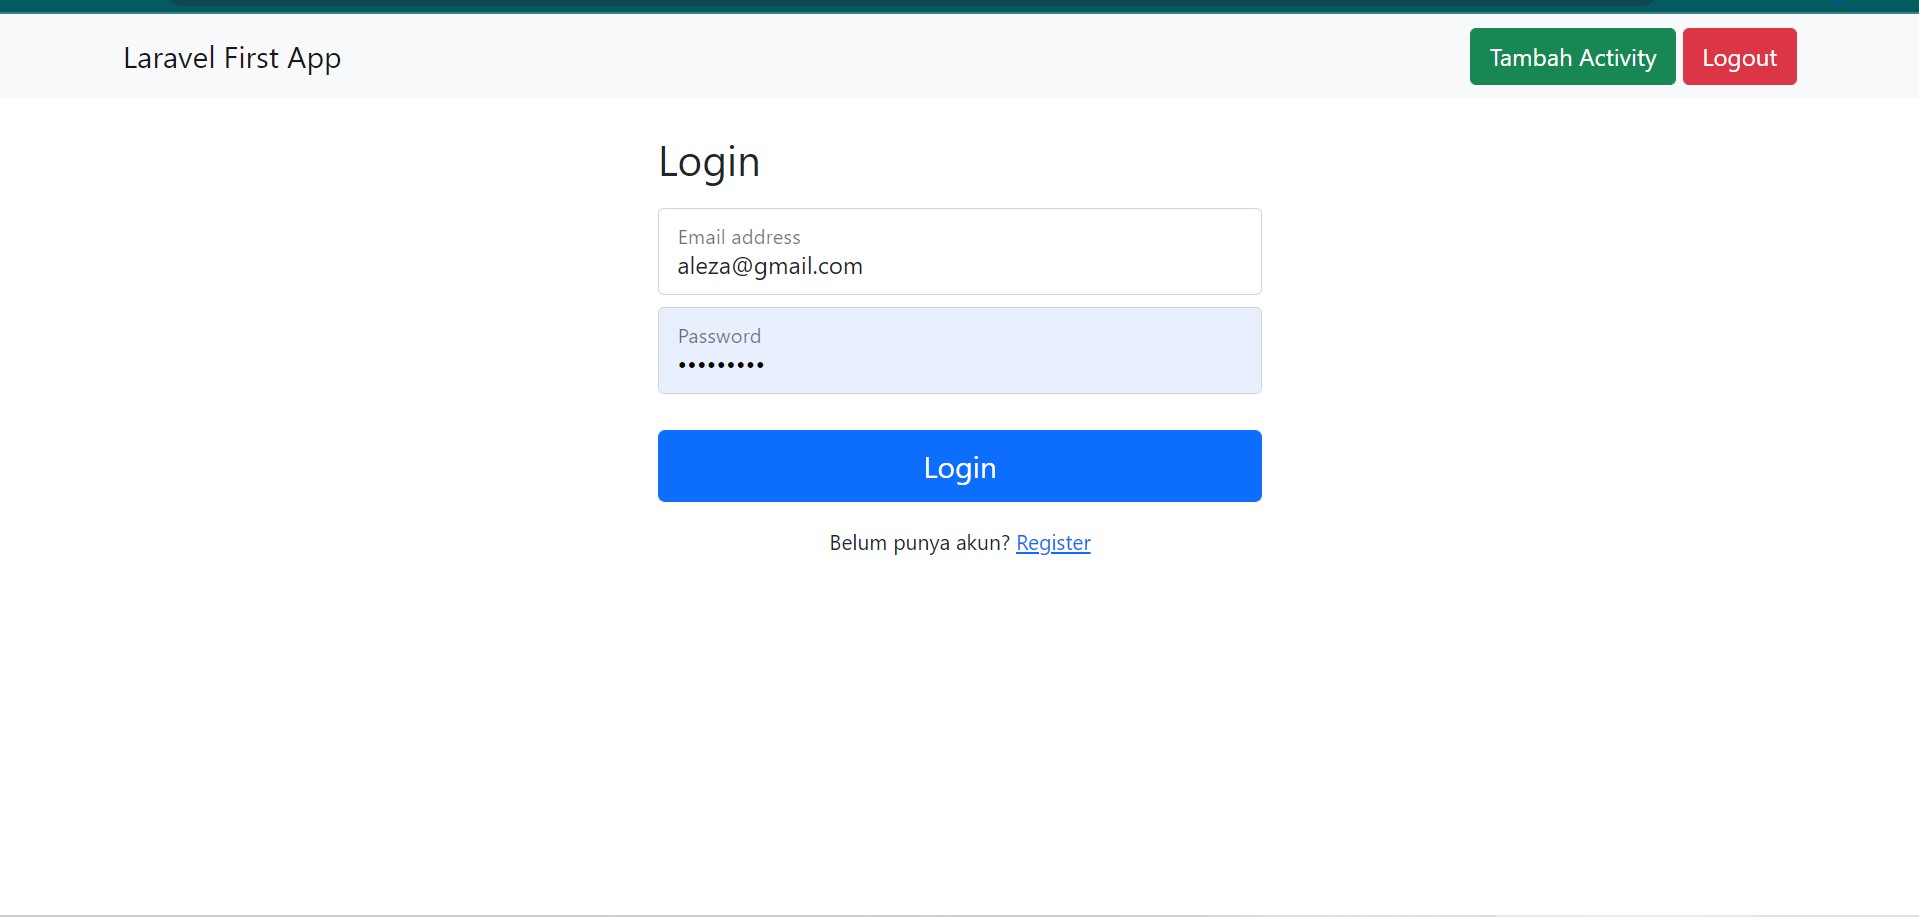 Laravel First App
Tambah Activity
Logout
Login
Email address
aleza@gmail.com
Password
•••••••••
Login
Belum punya akun? Register